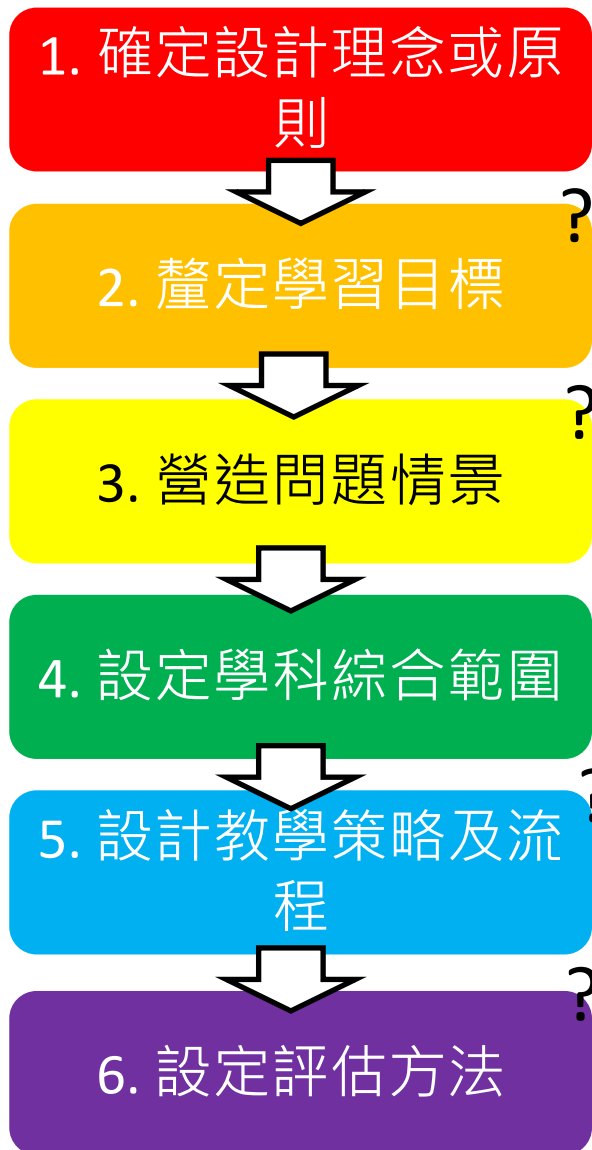 1. 確定設計理念或原
則
?
2. 釐定學習目標
?
3. 營造問題情景
4. 設定學科綜合範圍
5. 設計教學策略及流
程
?
6. 設定評估方法